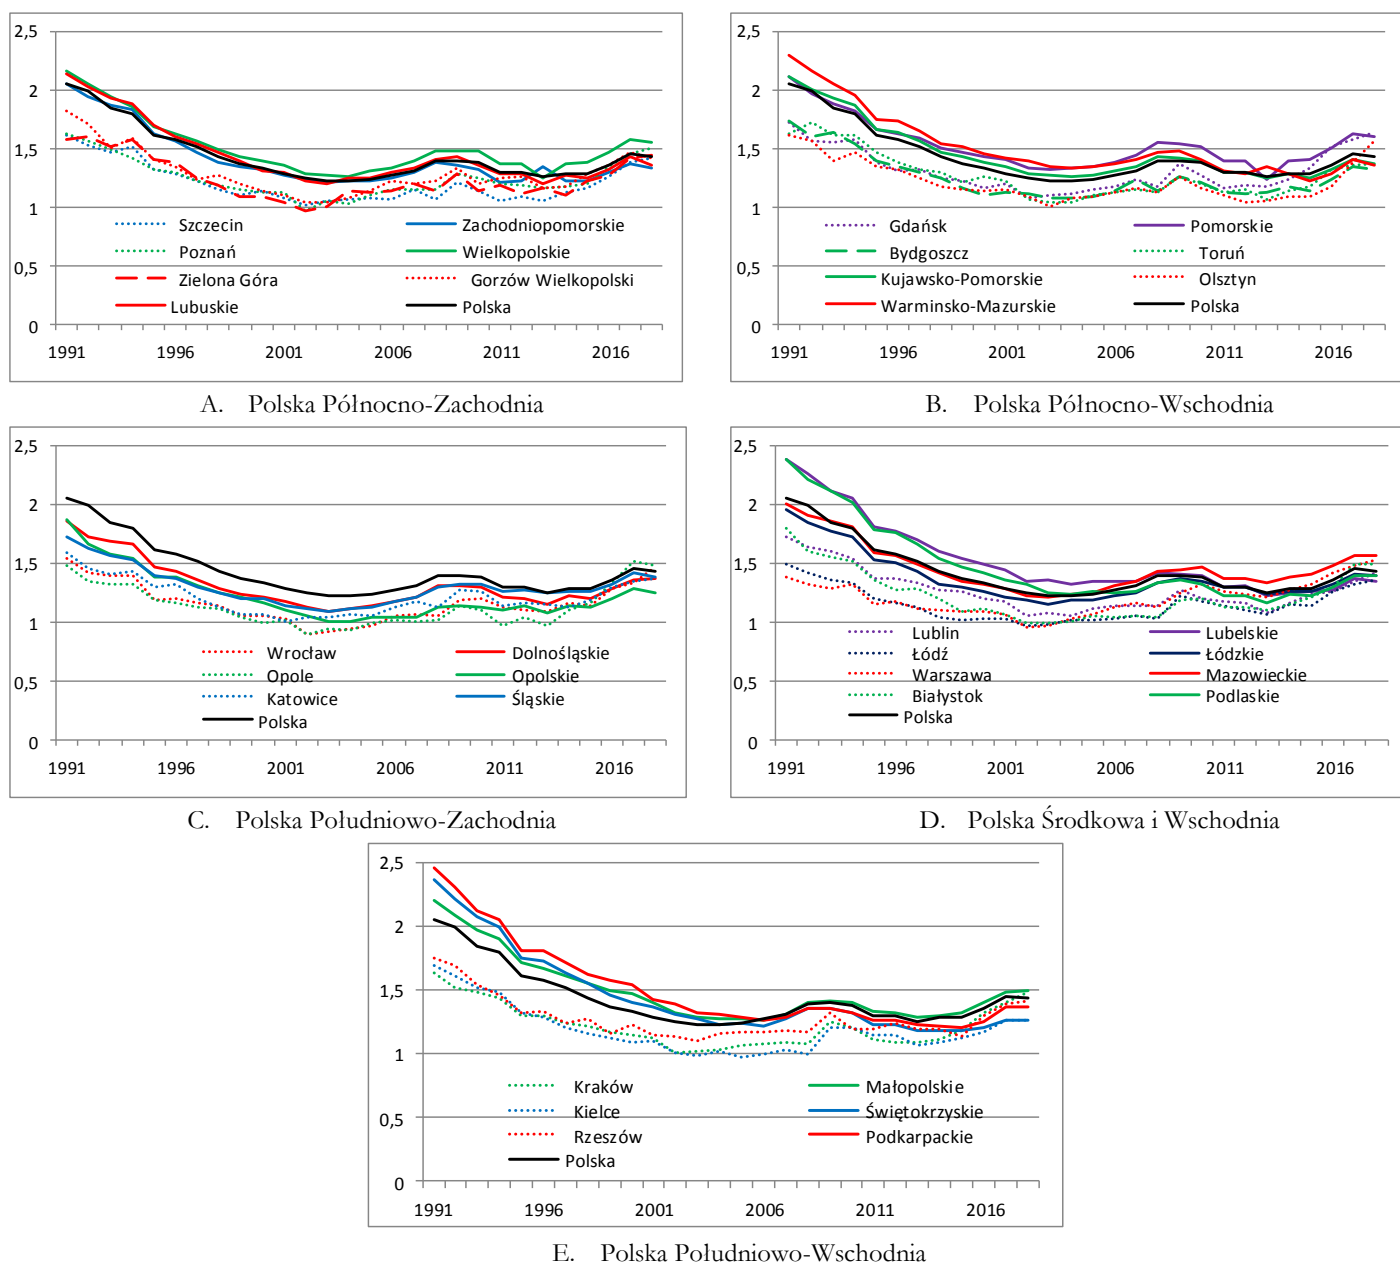 2,5
2
1,5
1
0,5
0
1991 1996 2001 2006 2011 2016
Szczecin Zachodniopomorskie
Poznań Wielkopolskie
Zielona Góra Gorzów Wielkopolski
Lubuskie Polska
A. Polska Północno-Zachodnia
2,5
2
1,5
1
0,5
0
1991 1996 2001 2006 2011 2016
Gdańsk Pomorskie
Bydgoszcz Toruń
Kujawsko-Pomorskie Olsztyn
Warminsko-Mazurskie Polska
B. Polska Północno-Wschodnia
2,5
2
1,5
1
0,5
0
1991 1996 2001 2006 2011 2016
Wrocław Dolnośląskie
Opole Opolskie
Katowice Śląskie
Polska
C. Polska Południowo-Zachodnia
2,5
2
1,5
1
0,5
0
1991 1996 2001 2006 2011 2016
Lublin Lubelskie
Łódź Łódzkie
Warszawa Mazowieckie
Białystok Podlaskie
Polska
D. Polska Środkowa i Wschodnia
2,5
2
1,5
1
0,5
0
1991 1996 2001 2006 2011 2016
Kraków Małopolskie
Kielce Świętokrzyskie
Rzeszów Podkarpackie
Polska
E. Polska Południowo-Wschodnia